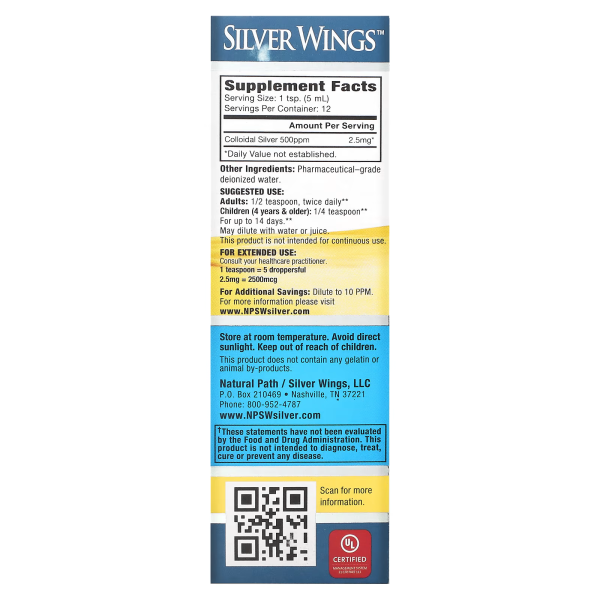 SILVER WINGS™
Supplement Facts
Serving Size: 1 tsp. (5 mL)
Servings Per Container: 12
Amount Per Serving
Colloidal Silver 500ppm 2.5mg*
*Daily Value not established.
Other Ingredients: Pharmaceutical–grade
deionized water.
SUGGESTED USE:
Adults: 1/2 teaspoon, twice daily**
Children (4 years & older): 1/4 teaspoon**
For up to 14 days.**
May dilute with water or juice.
This product is not intended for continuous use.
FOR EXTENDED USE:
Consult your healthcare practitioner.
1 teaspoon = 5 droppersful
2.5mg = 2500mcg
For Additional Savings: Dilute to 10 PPM.
For more information please visit
www.NPSWsilver.com
Store at room temperature. Avoid direct
sunlight. Keep out of reach of children.
This product does not contain any gelatin or
animal by-products.
Natural Path / Silver Wings, LLC
P.O. Box 210469 • Nashville, TN 37221
Phone: 800-952-4787
www.NPSWsilver.com
†These statements have not been evaluated
by the Food and Drug Administration. This
product is not intended to diagnose, treat,
cure or prevent any disease.
Scan for more
information.
UL
CERTIFIED
MANAGEMENT SYSTEM